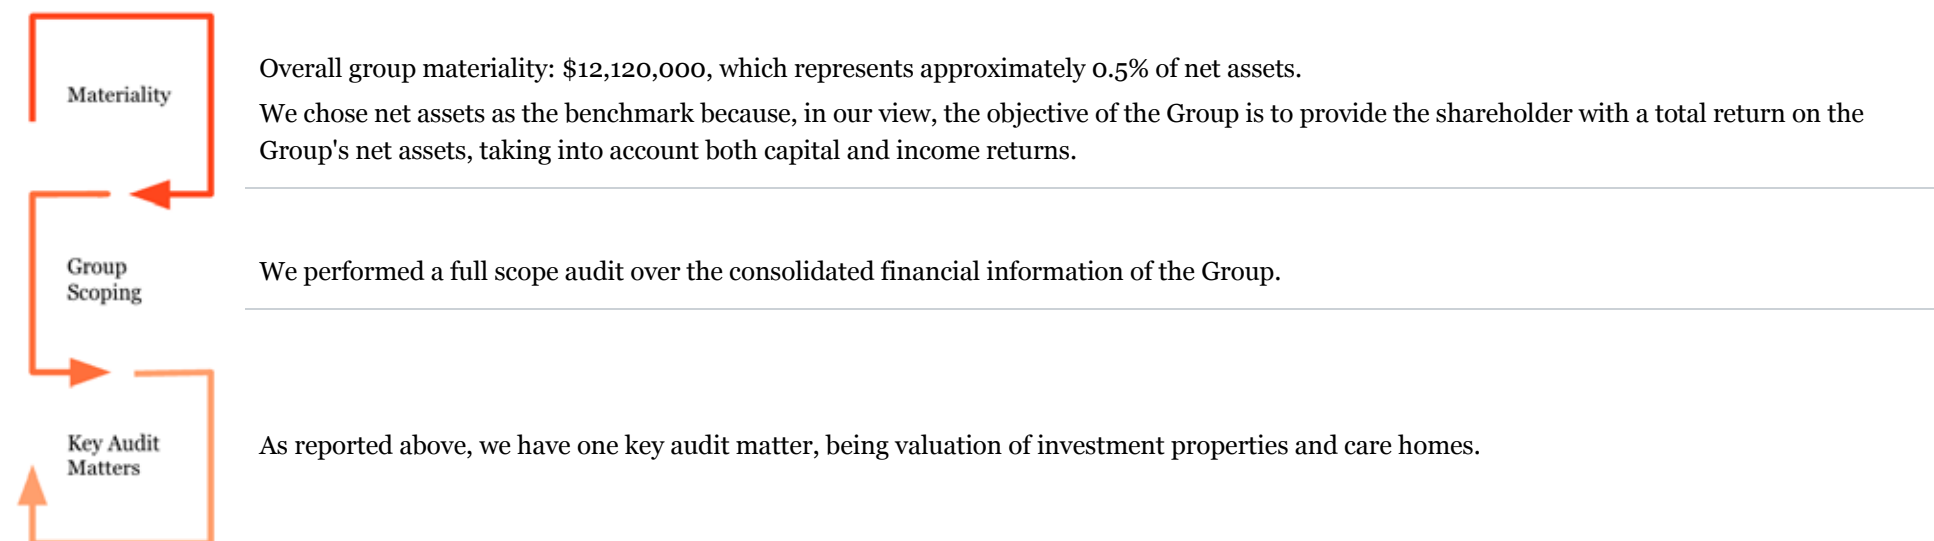 Materiality
Overall group materiality: $12,120,000, which represents approximately 0.5% of net assets.
We chose net assets as the benchmark because, in our view, the objective of the Group is to provide the shareholder with a total return on the
Group's net assets, taking into account both capital and income returns.
Group
Scoping
We performed a full scope audit over the consolidated financial information of the Group.
Key Audit
Matters
As reported above, we have one key audit matter, being valuation of investment properties and care homes.